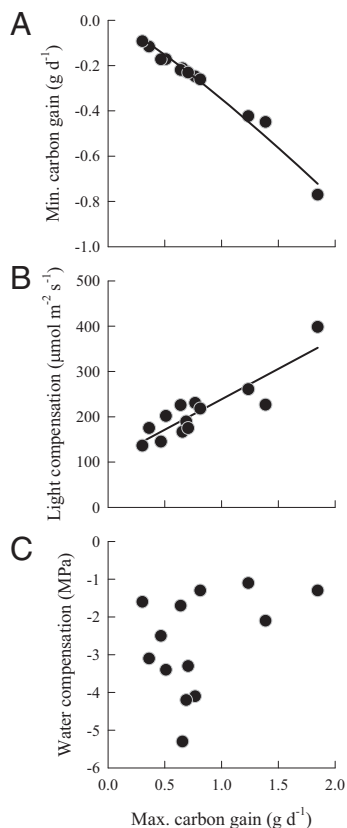 A
0.0
-0.2
-0.4
-0.6
-0.8
-1.0
Min. carbon gain (g d⁻¹)
B
500
400
300
200
100
0
Light compensation (µmol m⁻² s⁻¹)
C
0
-1
-2
-3
-4
-5
-6
Water compensation (MPa)
0.0 0.5 1.0 1.5 2.0
Max. carbon gain (g d⁻¹)